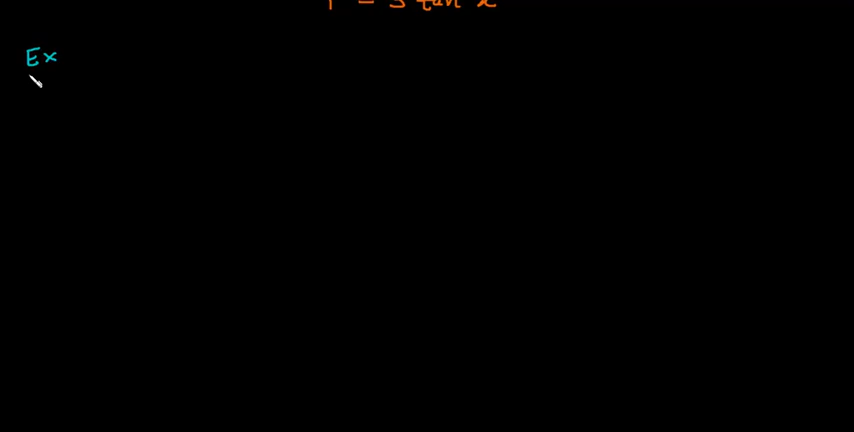 = 3 tan x
Ex